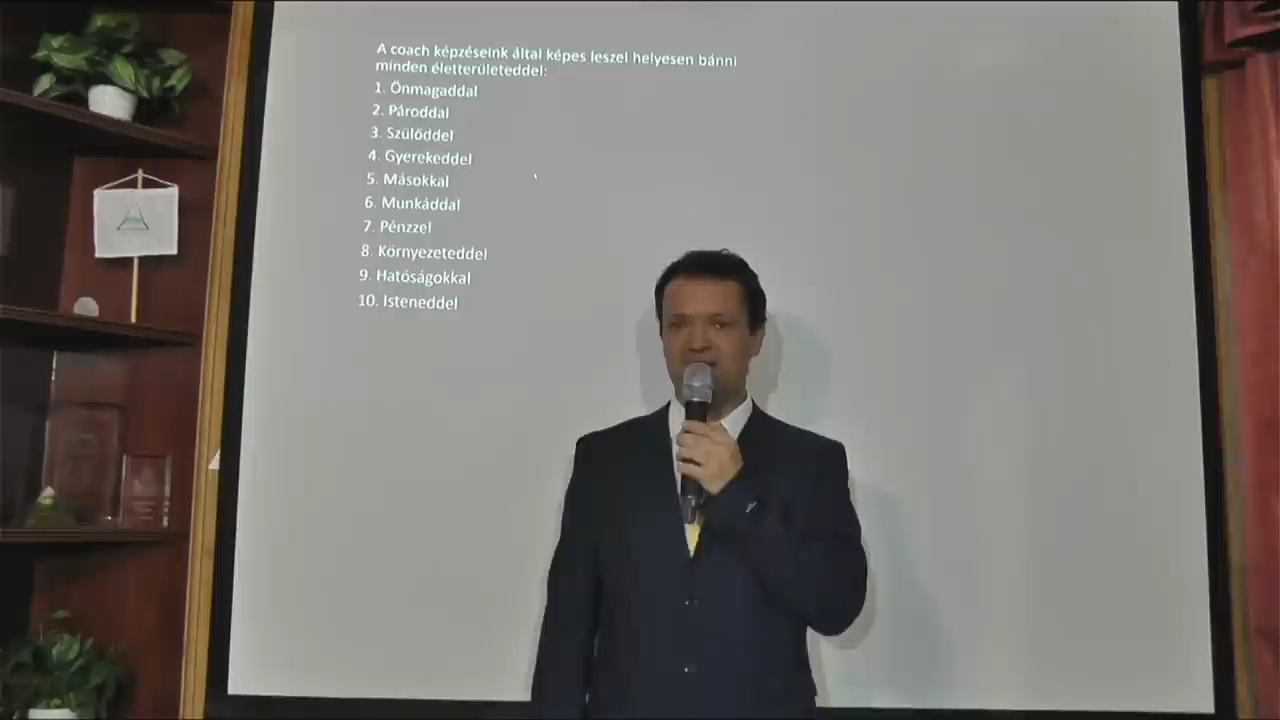 A coach képzéseink által képes leszel helyesen bánni
minden életterületeddel:
1. Önmagaddal
2. Pároddal
3. Szülőddel
4. Gyerekeddel
5. Másokkal
6. Munkáddal
7. Pénzzel
8. Környezeteddel
9. Hatóságokkal
10. Isteneddel